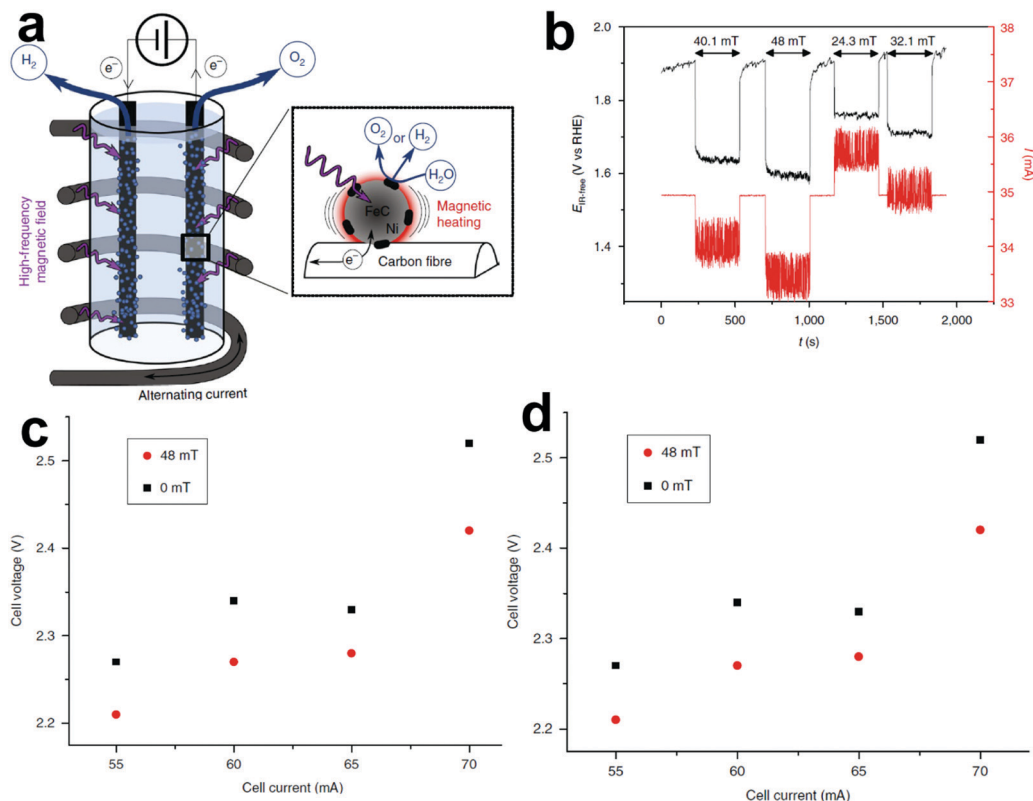 a
H₂
e⁻
e⁻
O₂
High-frequency
magnetic field
O₂ or H₂
H₂O
FeC
Ni
Magnetic
heating
e⁻
Carbon fibre
Alternating current
b
40.1 mT
48 mT
24.3 mT
32.1 mT
2.0
1.8
1.6
1.4
E_IR-free (V vs RHE)
38
37
36
35
34
33
I (mA)
0
500
1,000
1,500
2,000
t (s)
c
48 mT
0 mT
2.5
2.4
2.3
2.2
Cell voltage (V)
55
60
65
70
Cell current (mA)
d
48 mT
0 mT
2.5
2.4
2.3
2.2
Cell voltage (V)
55
60
65
70
Cell current (mA)